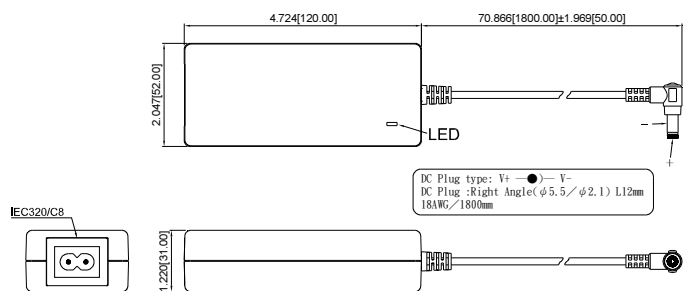 4.724[120.00]
70.866[1800.00]±1.969[50.00]
2.047[52.00]
LED
-
+
DC Plug type: V+ —●)— V-
DC Plug :Right Angle(φ5.5/φ2.1) L12mm
18AWG/1800mm
IEC320/C8
1.220[31.00]